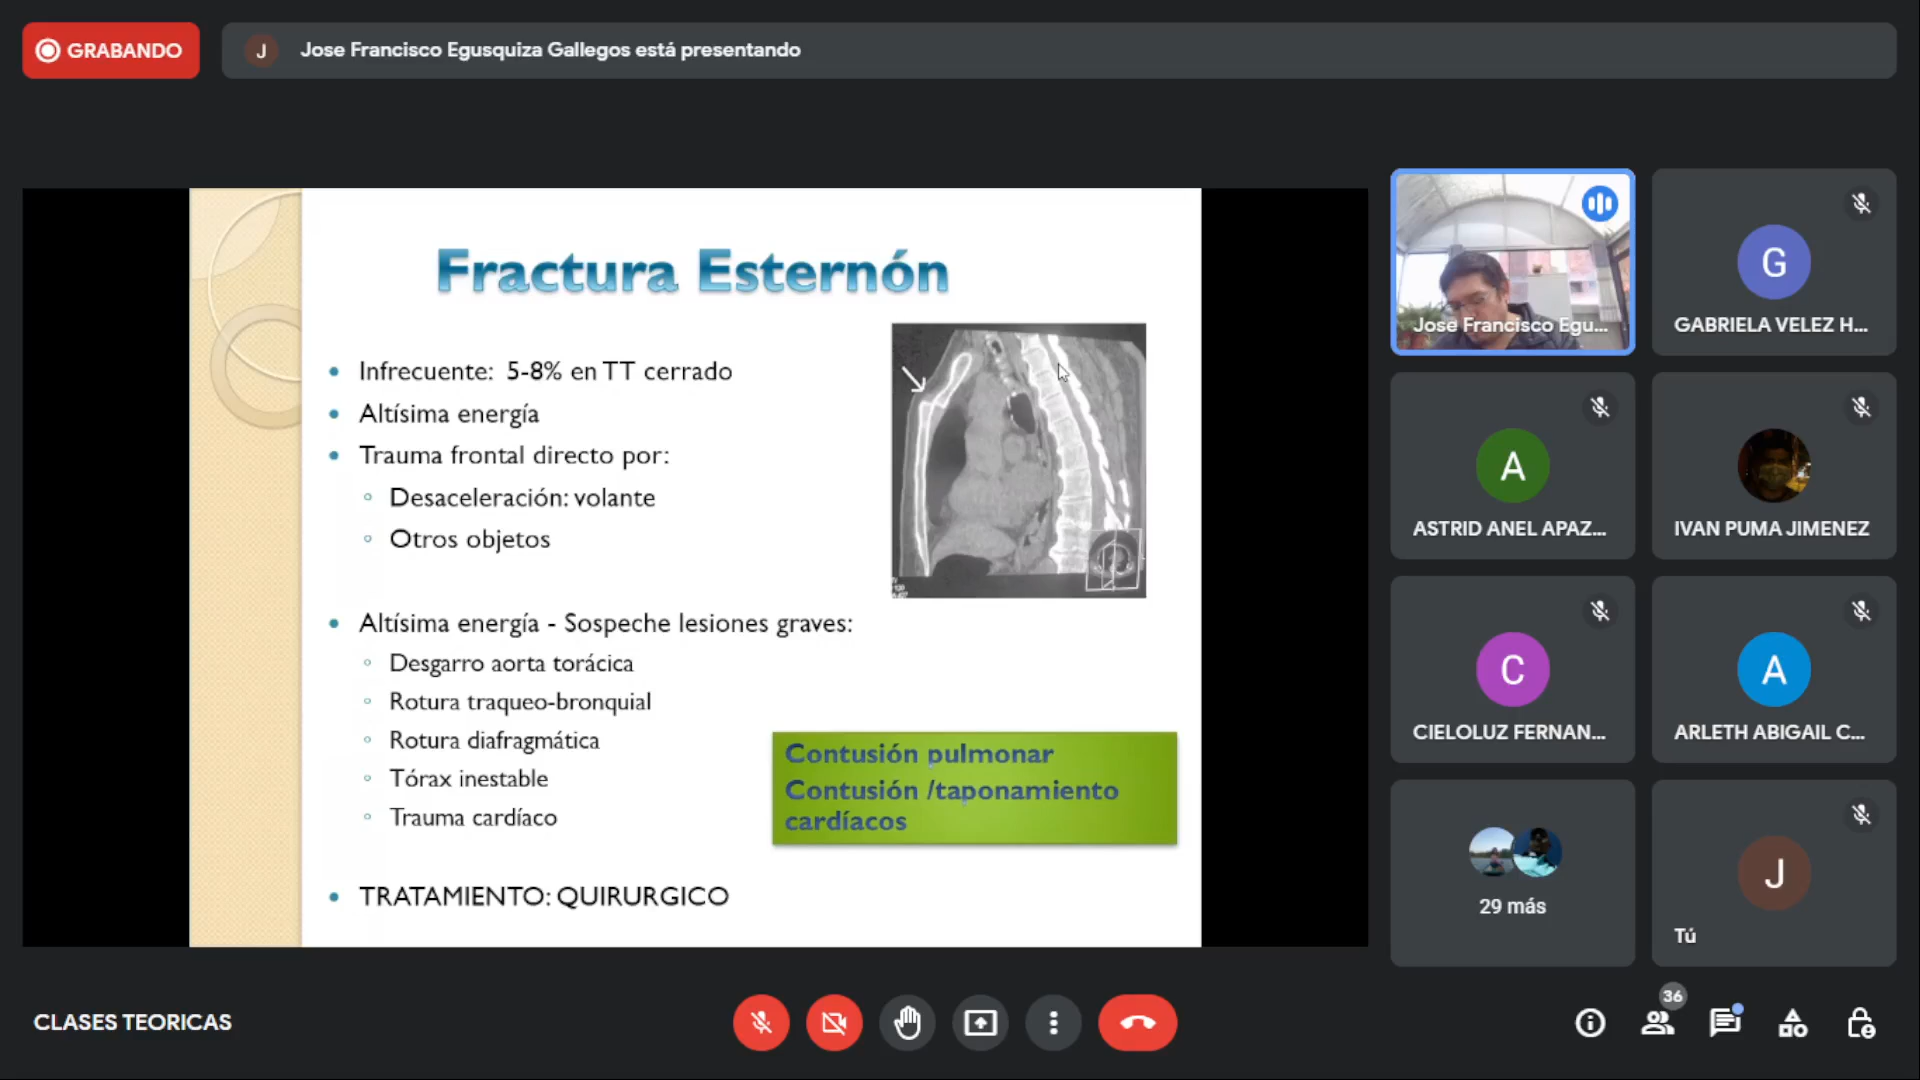 GRABANDO
J
Jose Francisco Egusquiza Gallegos está presentando
Fractura Esternón
Infrecuente: 5-8% en TT cerrado
Altísima energía
Trauma frontal directo por:
Desaceleración: volante
Otros objetos
Altísima energía - Sospeche lesiones graves:
Desgarro aorta torácica
Rotura traqueo-bronquial
Rotura diafragmática
Tórax inestable
Trauma cardíaco
Contusión pulmonar
Contusión /taponamiento
cardíacos
TRATAMIENTO: QUIRURGICO
Jose Francisco Egu...
G
GABRIELA VELEZ H...
A
ASTRID ANEL APAZ...
IVAN PUMA JIMENEZ
C
CIELOLUZ FERNAN...
A
ARLETH ABIGAIL C...
29 más
J
Tú
CLASES TEORICAS
36